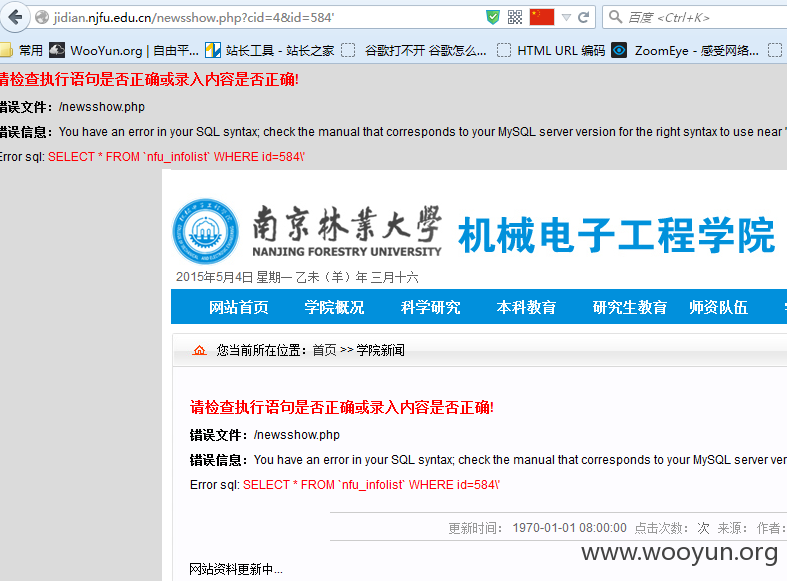 jidian.njfu.edu.cn/newsshow.php?cid=4&id=584'
百度 <Ctrl+K>
常用 WooYun.org | 自由平... 站长工具 - 站长之家 谷歌打不开 谷歌怎么... HTML URL 编码 ZoomEye - 感受网络...
请检查执行语句是否正确或录入内容是否正确!
错误文件：/newsshow.php
错误信息：You have an error in your SQL syntax; check the manual that corresponds to your MySQL server version for the right syntax to use near '
Error sql: SELECT * FROM `nfu_infolist` WHERE id=584\'
南京林業大學 机械电子工程学院
NANJING FORESTRY UNIVERSITY
2015年5月4日 星期一 乙未（羊）年 三月十六
网站首页 学院概况 科学研究 本科教育 研究生教育 师资队伍
您当前所在位置：首页 >> 学院新闻
请检查执行语句是否正确或录入内容是否正确!
错误文件：/newsshow.php
错误信息：You have an error in your SQL syntax; check the manual that corresponds to your MySQL server ver
Error sql: SELECT * FROM `nfu_infolist` WHERE id=584\'
更新时间： 1970-01-01 08:00:00 点击次数： 次 来源： 作者：
www.wooyun.org
网站资料更新中...